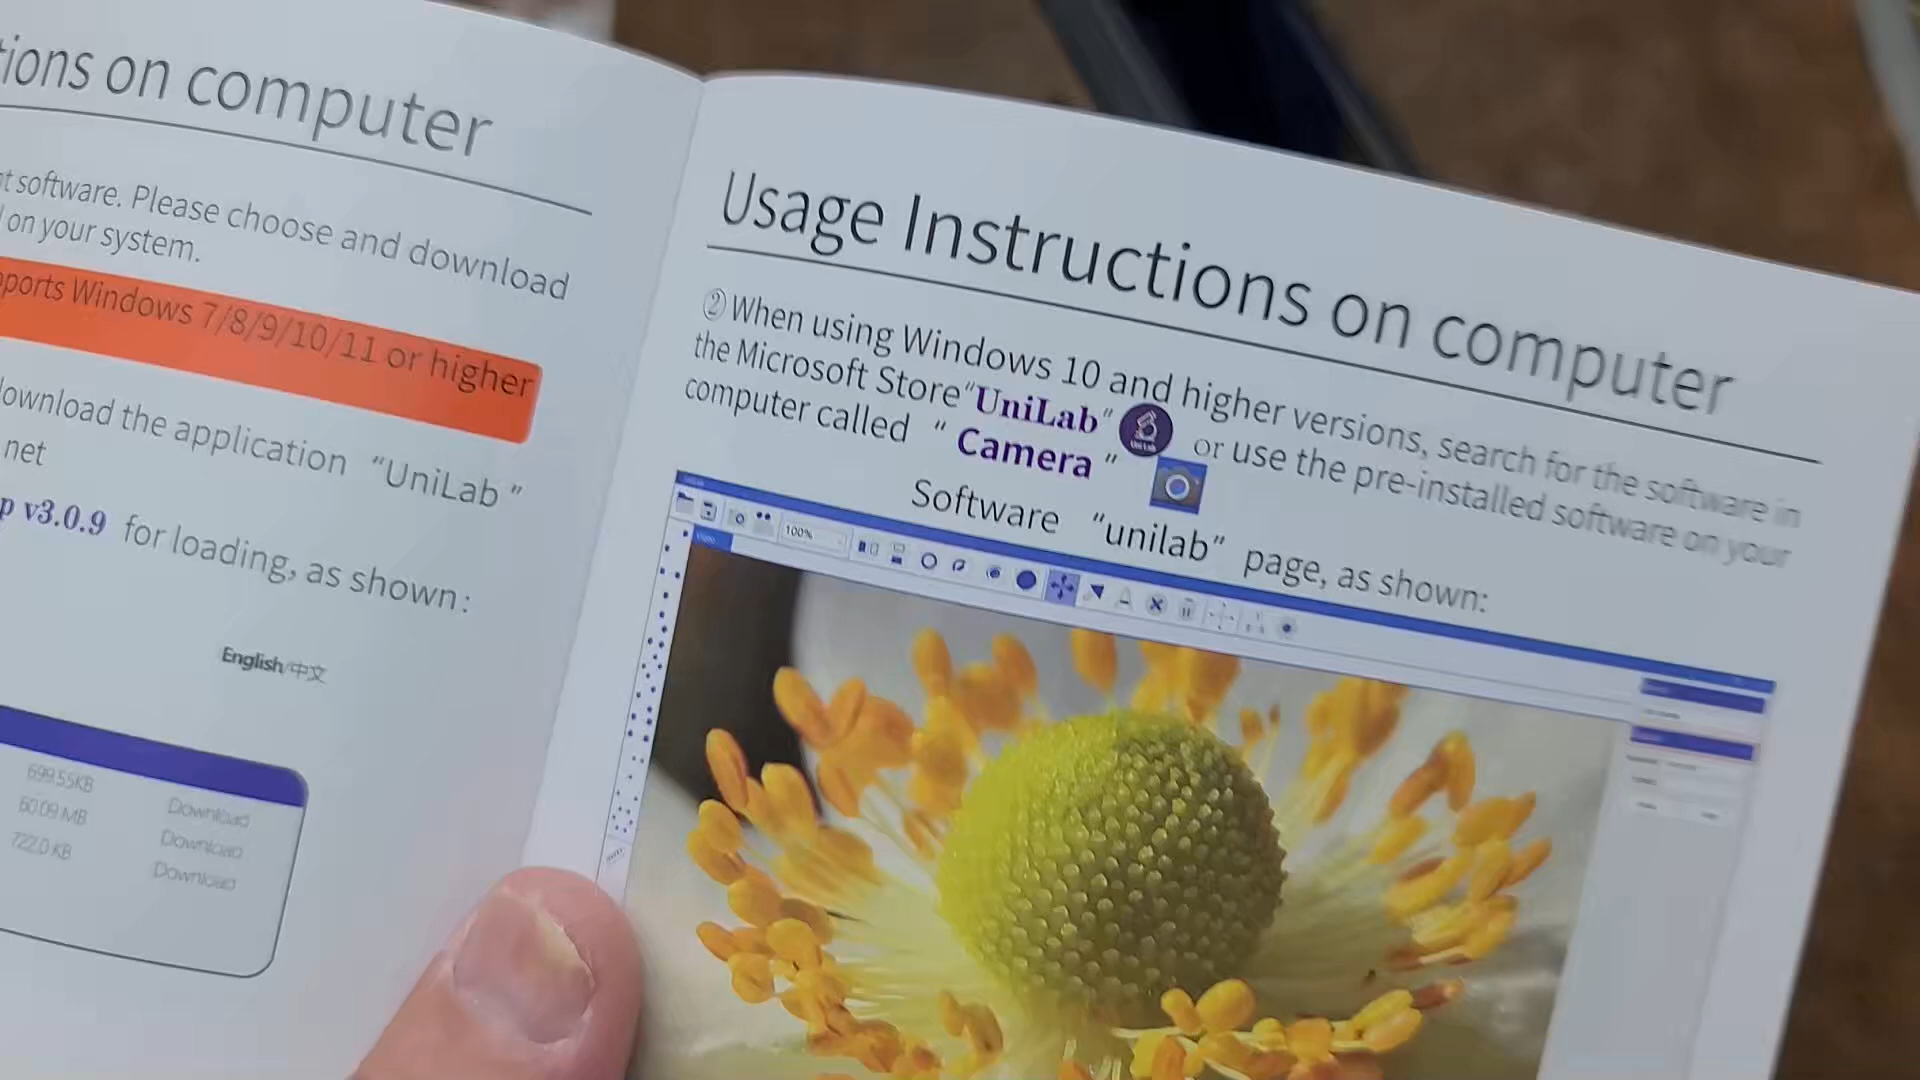 tions on computer
t software. Please choose and download
on your system.
pports Windows 7/8/9/10/11 or higher
download the application “UniLab”
net
p v3.0.9 for loading, as shown:
English/中文
699.55KB Download
60.09 MB Download
722.0 KB Download
Usage Instructions on computer
②When using Windows 10 and higher versions, search for the software in
the Microsoft Store“UniLab” or use the pre-installed software on your
computer called “Camera”
Software “unilab” page, as shown:
100%